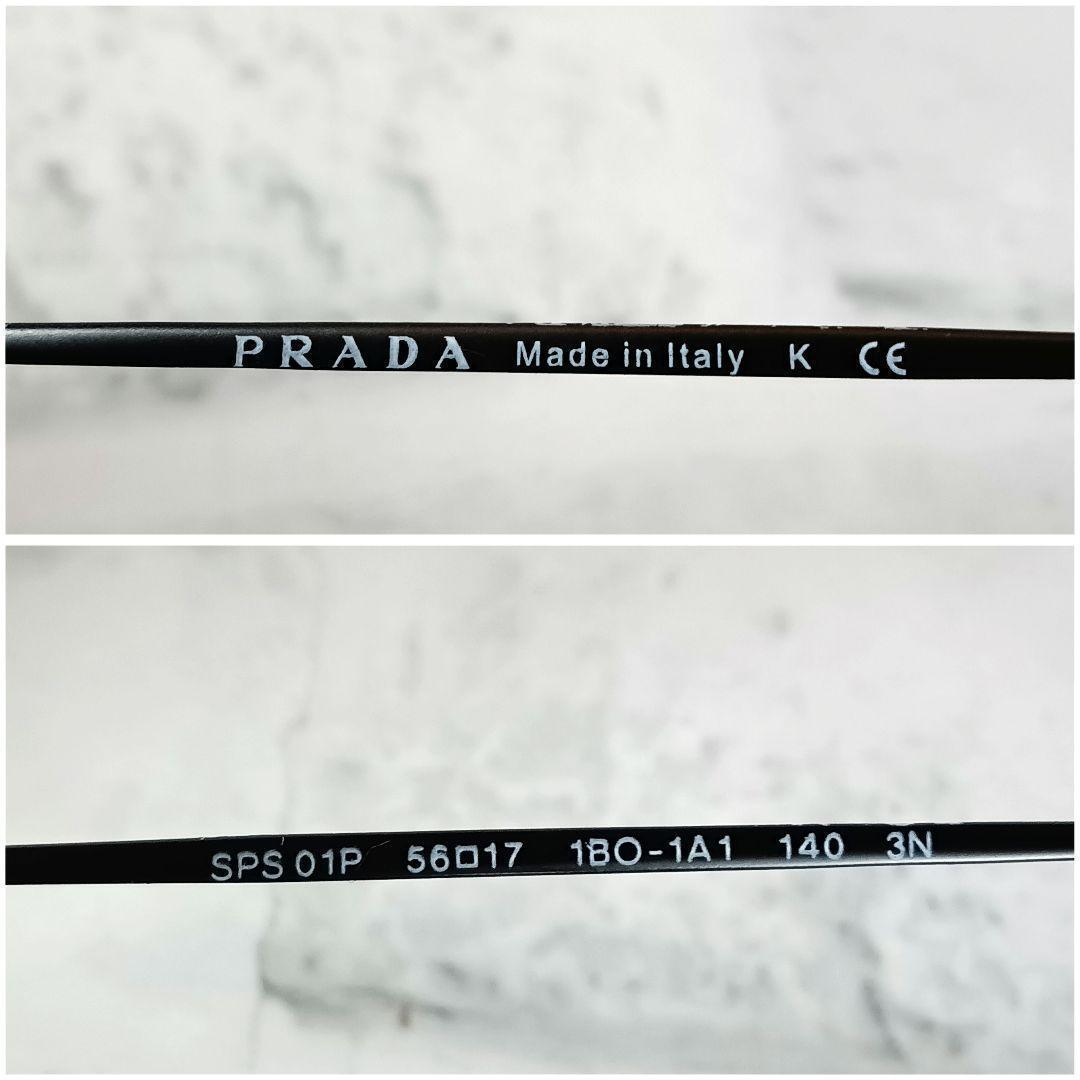 PRADA Made in Italy K CE
SPS 01P 56□17 1BO-1A1 140 3N